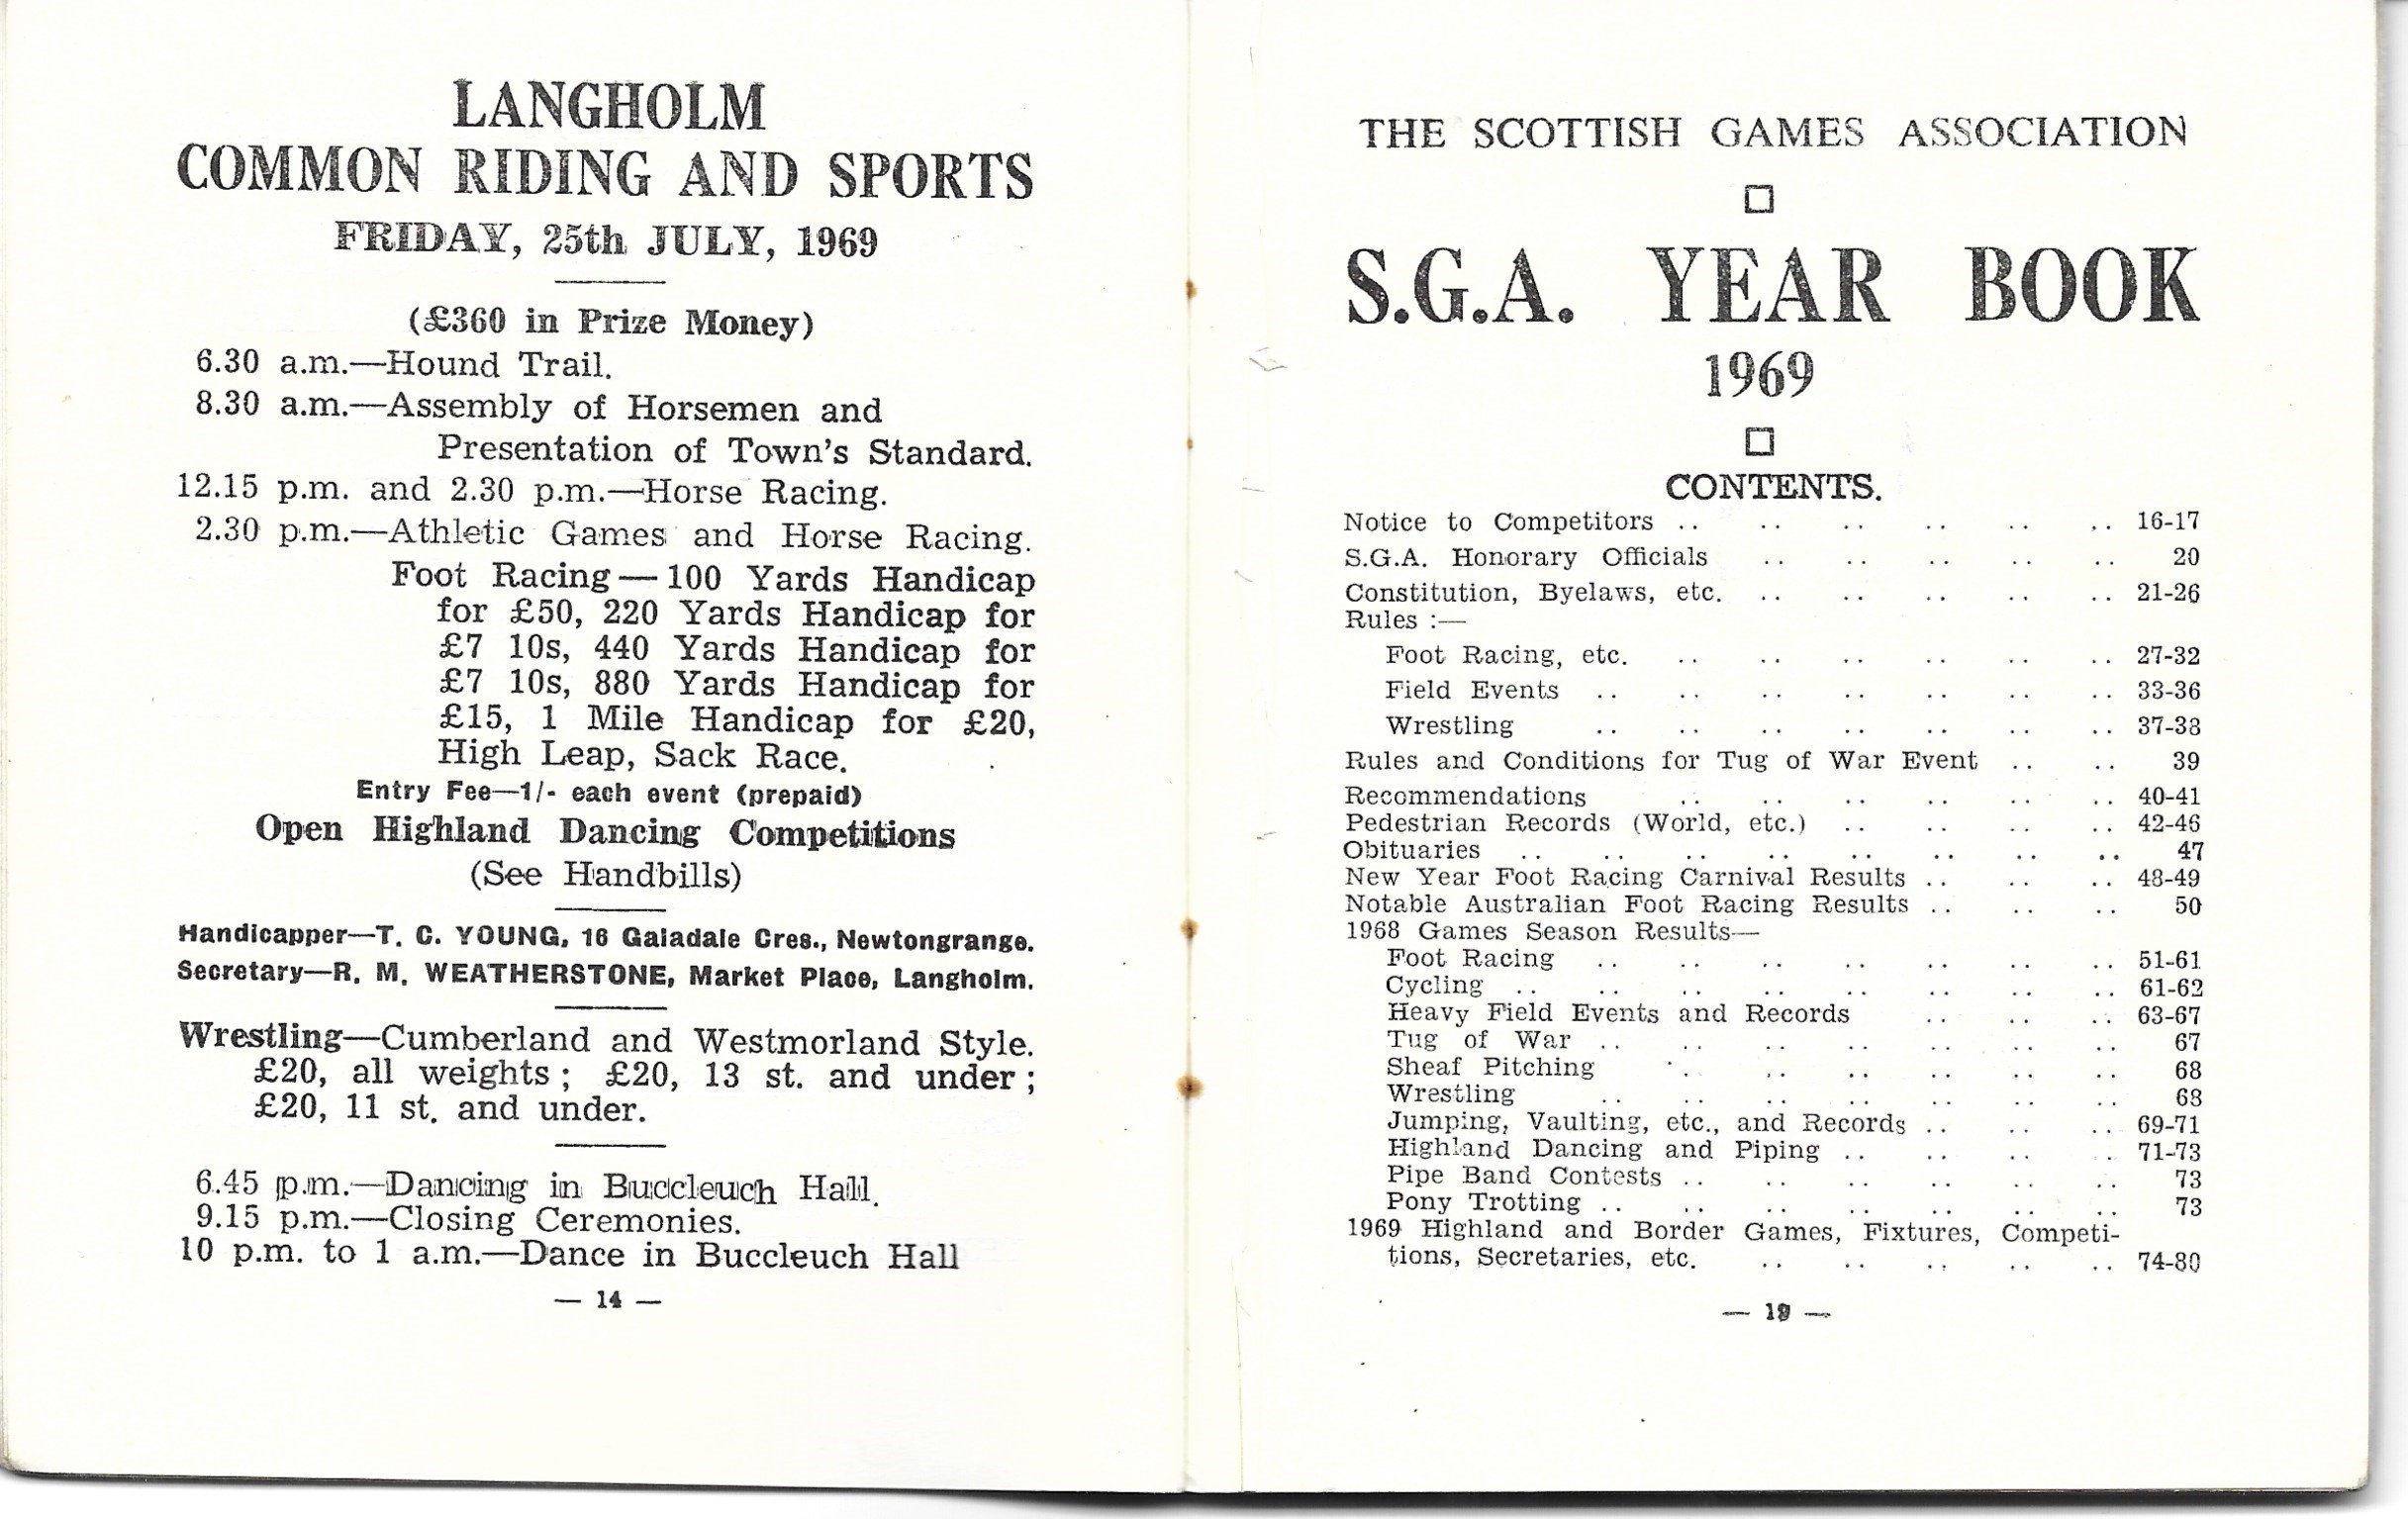 LANGHOLM
COMMON RIDING AND SPORTS
FRIDAY, 25th JULY, 1969
(£360 in Prize Money)
6.30 a.m.—Hound Trail.
8.30 a.m.—Assembly of Horsemen and
Presentation of Town's Standard.
12.15 p.m. and 2.30 p.m.—Horse Racing.
2.30 p.m.—Athletic Games and Horse Racing.
Foot Racing — 100 Yards Handicap
for £50, 220 Yards Handicap for
£7 10s, 440 Yards Handicap for
£7 10s, 880 Yards Handicap for
£15, 1 Mile Handicap for £20,
High Leap, Sack Race.
Entry Fee—1/- each event (prepaid)
Open Highland Dancing Competitions
(See Handbills)
Handicapper—T. C. YOUNG, 16 Galadale Cres., Newtongrange.
Secretary—R. M. WEATHERSTONE, Market Place, Langholm.
Wrestling—Cumberland and Westmorland Style.
£20, all weights; £20, 13 st. and under;
£20, 11 st. and under.
6.45 p.m.—Dancing in Buccleuch Hall.
9.15 p.m.—Closing Ceremonies.
10 p.m. to 1 a.m.—Dance in Buccleuch Hall
— 14 —
THE SCOTTISH GAMES ASSOCIATION
S.G.A. YEAR BOOK
1969
CONTENTS.
Notice to Competitors .. .. .. .. .. .. 16-17
S.G.A. Honorary Officials .. .. .. .. .. 20
Constitution, Byelaws, etc. .. .. .. .. .. 21-26
Rules :—
Foot Racing, etc. .. .. .. .. .. .. 27-32
Field Events .. .. .. .. .. .. .. 33-36
Wrestling .. .. .. .. .. .. .. 37-38
Rules and Conditions for Tug of War Event .. .. 39
Recommendations .. .. .. .. .. .. 40-41
Pedestrian Records (World, etc.) .. .. .. .. 42-46
Obituaries .. .. .. .. .. .. .. .. 47
New Year Foot Racing Carnival Results .. .. .. 48-49
Notable Australian Foot Racing Results .. .. .. 50
1968 Games Season Results—
Foot Racing .. .. .. .. .. .. .. 51-61
Cycling .. .. .. .. .. .. .. .. 61-62
Heavy Field Events and Records .. .. .. 63-67
Tug of War .. .. .. .. .. .. .. 67
Sheaf Pitching .. .. .. .. .. .. 68
Wrestling .. .. .. .. .. .. .. 68
Jumping, Vaulting, etc., and Records .. .. .. 69-71
Highland Dancing and Piping .. .. .. .. 71-73
Pipe Band Contests .. .. .. .. .. .. 73
Pony Trotting .. .. .. .. .. .. .. 73
1969 Highland and Border Games, Fixtures, Competi-
tions, Secretaries, etc. .. .. .. .. .. 74-80
— 19 —